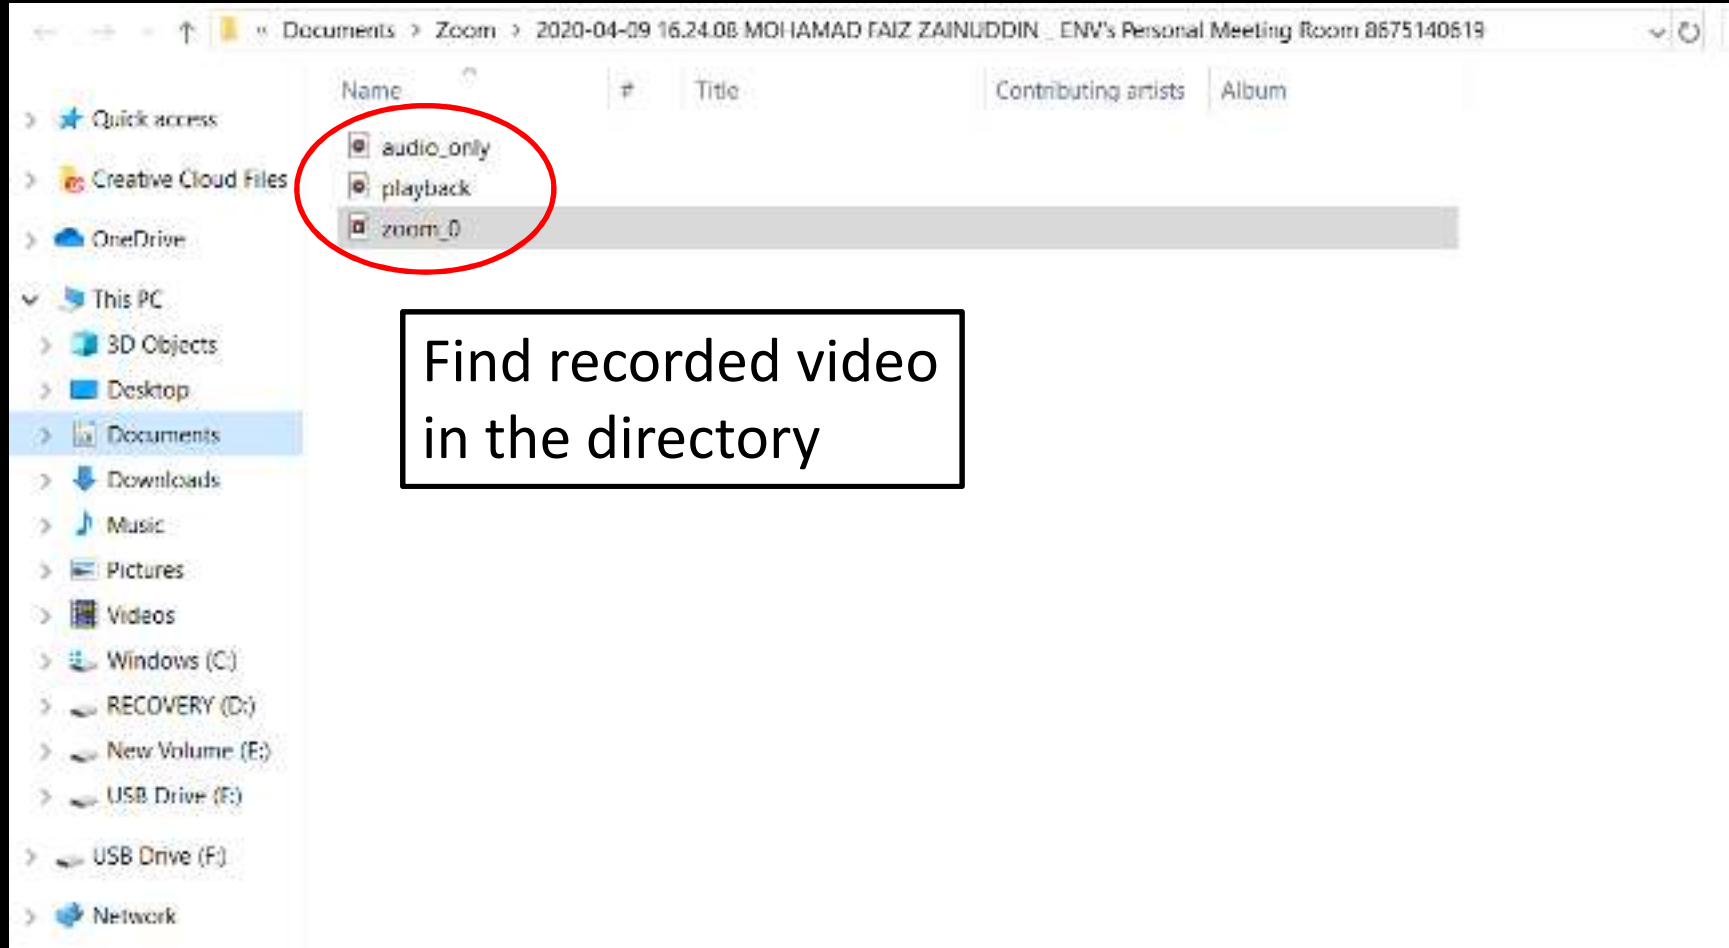 « Documents > Zoom > 2020-04-09 16.24.08 MOHAMAD FAIZ ZAINUDDIN _ ENV's Personal Meeting Room 8675140619
Name # Title Contributing artists Album
Quick access
Creative Cloud Files
OneDrive
This PC
3D Objects
Desktop
Documents
Downloads
Music
Pictures
Videos
Windows (C:)
RECOVERY (D:)
New Volume (E:)
USB Drive (F:)
USB Drive (F:)
Network
audio_only
playback
zoom_0
Find recorded video
in the directory